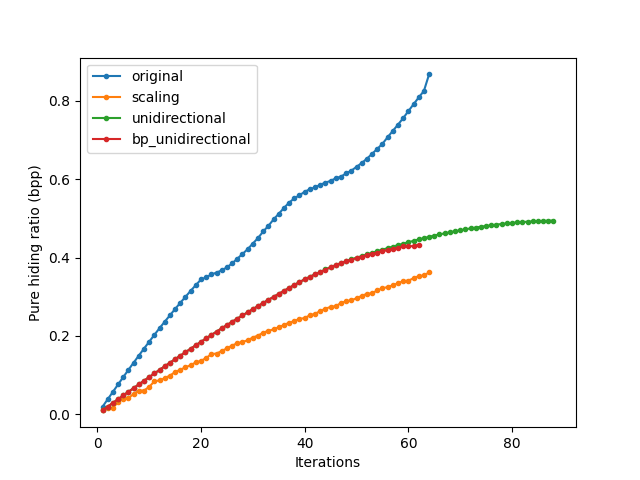 original
scaling
unidirectional
bp_unidirectional
Pure hiding ratio (bpp)
0.8
0.6
0.4
0.2
0.0
0 20 40 60 80
Iterations